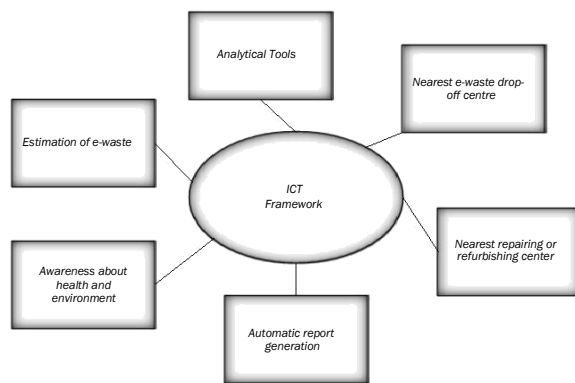 Analytical Tools
Nearest e-waste drop-
off centre
Estimation of e-waste
ICT
Framework
Nearest repairing or
refurbishing center
Awareness about
health and
environment
Automatic report
generation